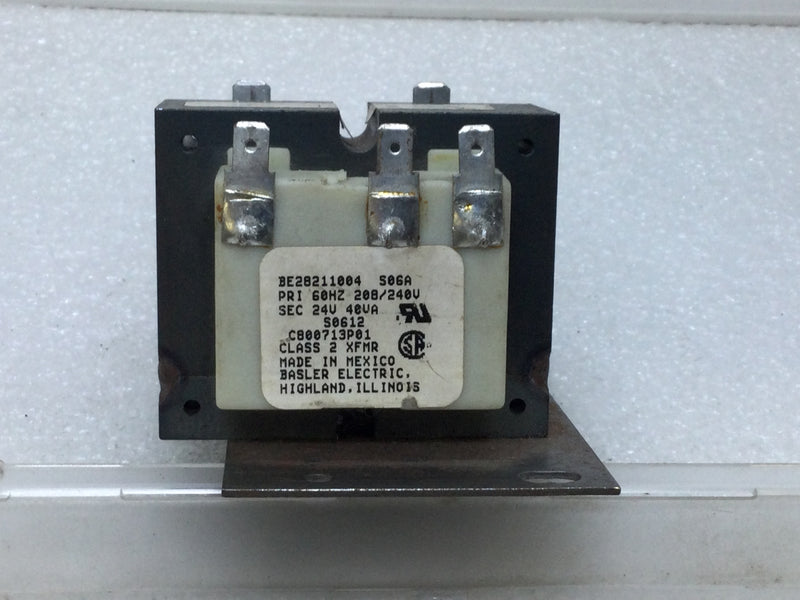 BE28211004 S06A
PRI 60HZ 208/240V
SEC 24V 40VA
S0612
C800713P01
CLASS 2 XFMR
MADE IN MEXICO
BASLER ELECTRIC.
HIGHLAND, ILLINOIS